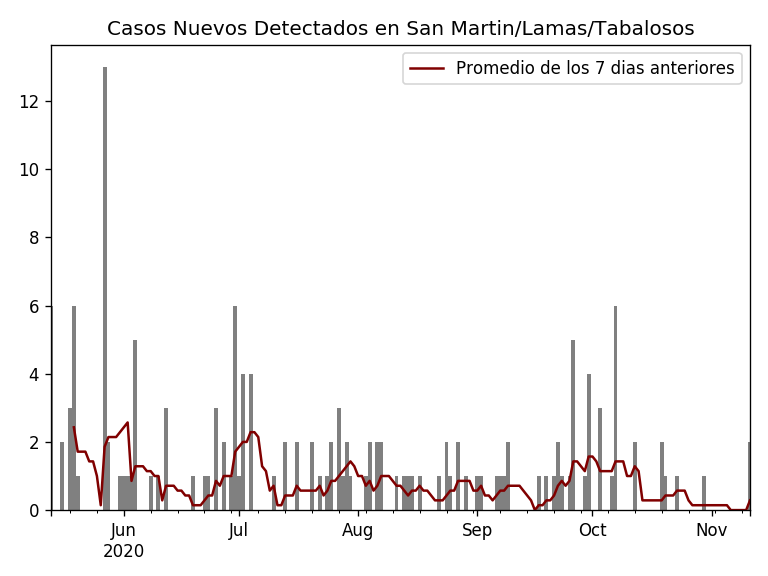 Casos Nuevos Detectados en San Martin/Lamas/Tabalosos
Promedio de los 7 dias anteriores
12
10
8
6
4
2
0
Jun Jul Aug Sep Oct Nov
2020